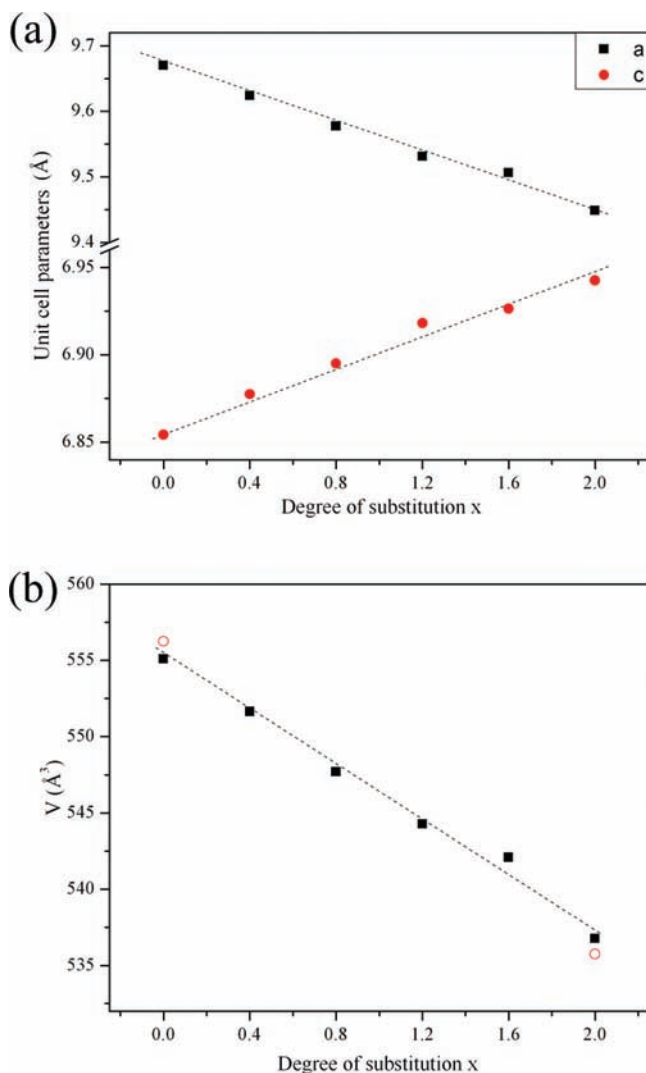 (a)
a
c
9.7
9.6
9.5
9.4
6.95
6.90
6.85
Unit cell parameters (Å)
0.0 0.4 0.8 1.2 1.6 2.0
Degree of substitution x
(b)
560
555
550
545
540
535
V (Å³)
0.0 0.4 0.8 1.2 1.6 2.0
Degree of substitution x